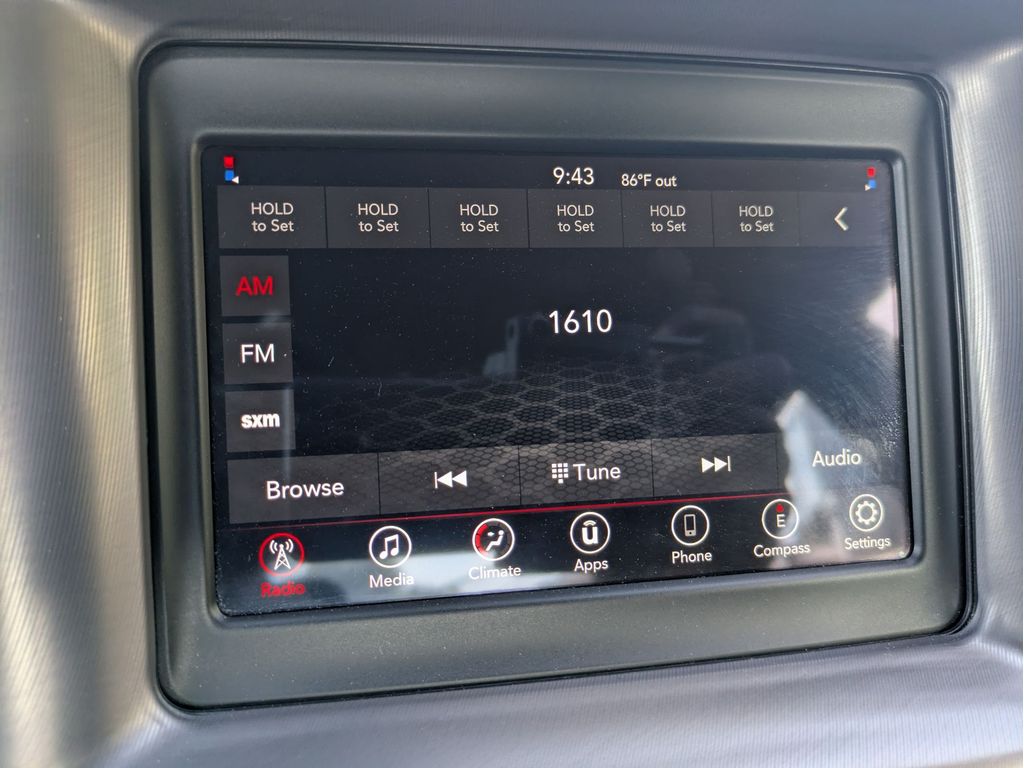 9:43 86°F out
HOLD to Set
HOLD to Set
HOLD to Set
HOLD to Set
HOLD to Set
HOLD to Set
AM
1610
FM
sxm
Browse Tune Audio
Radio Media Climate Apps Phone Compass Settings
u
E